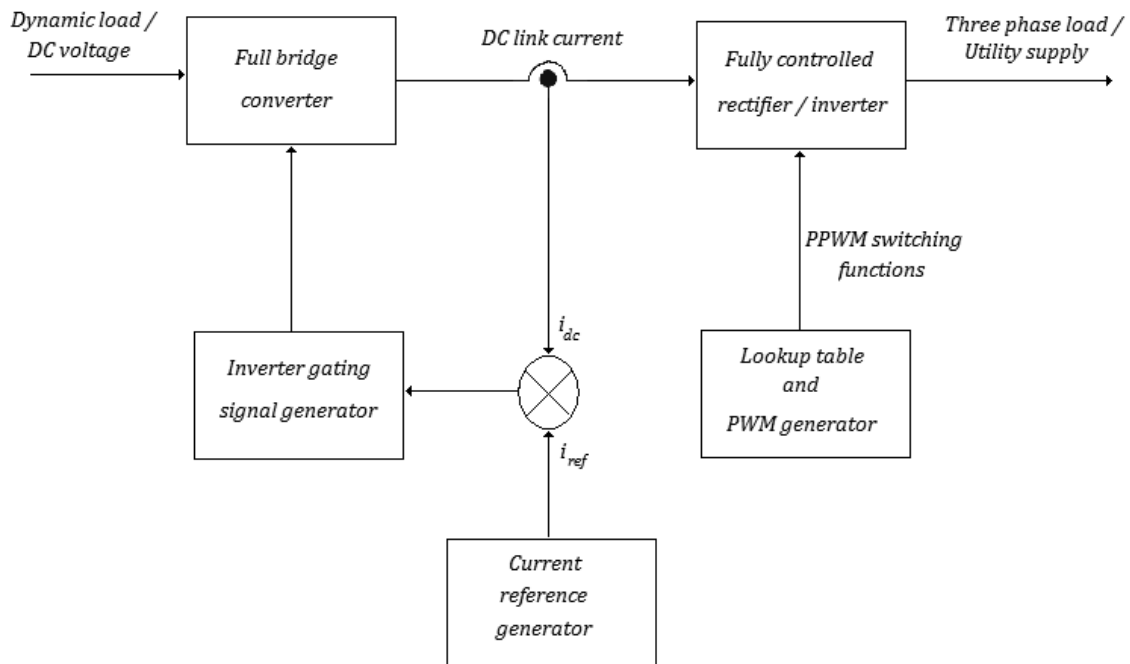 Dynamic load /
DC voltage
Full bridge
converter
DC link current
Fully controlled
rectifier / inverter
Three phase load /
Utility supply
PPWM switching
functions
Inverter gating
signal generator
i_dc
i_ref
Lookup table
and
PWM generator
Current
reference
generator